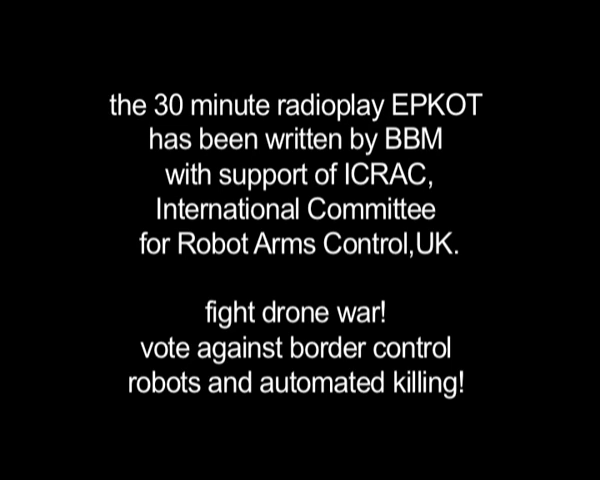 the 30 minute radioplay EPKOT
has been written by BBM
with support of ICRAC,
International Committee
for Robot Arms Control,UK.
fight drone war!
vote against border control
robots and automated killing!